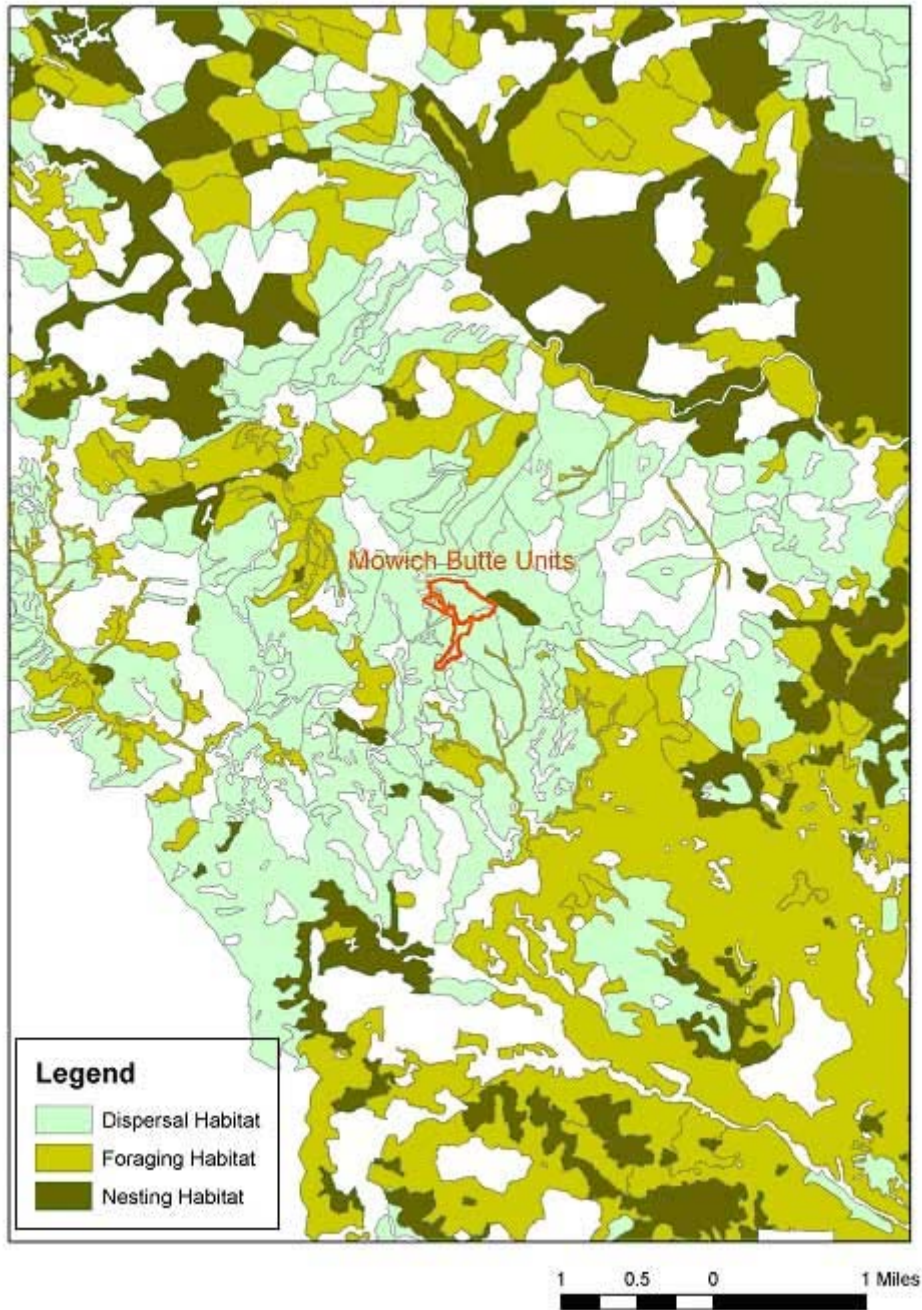 Mowich Butte Units
Legend
Dispersal Habitat
Foraging Habitat
Nesting Habitat
1 0.5 0 1 Miles